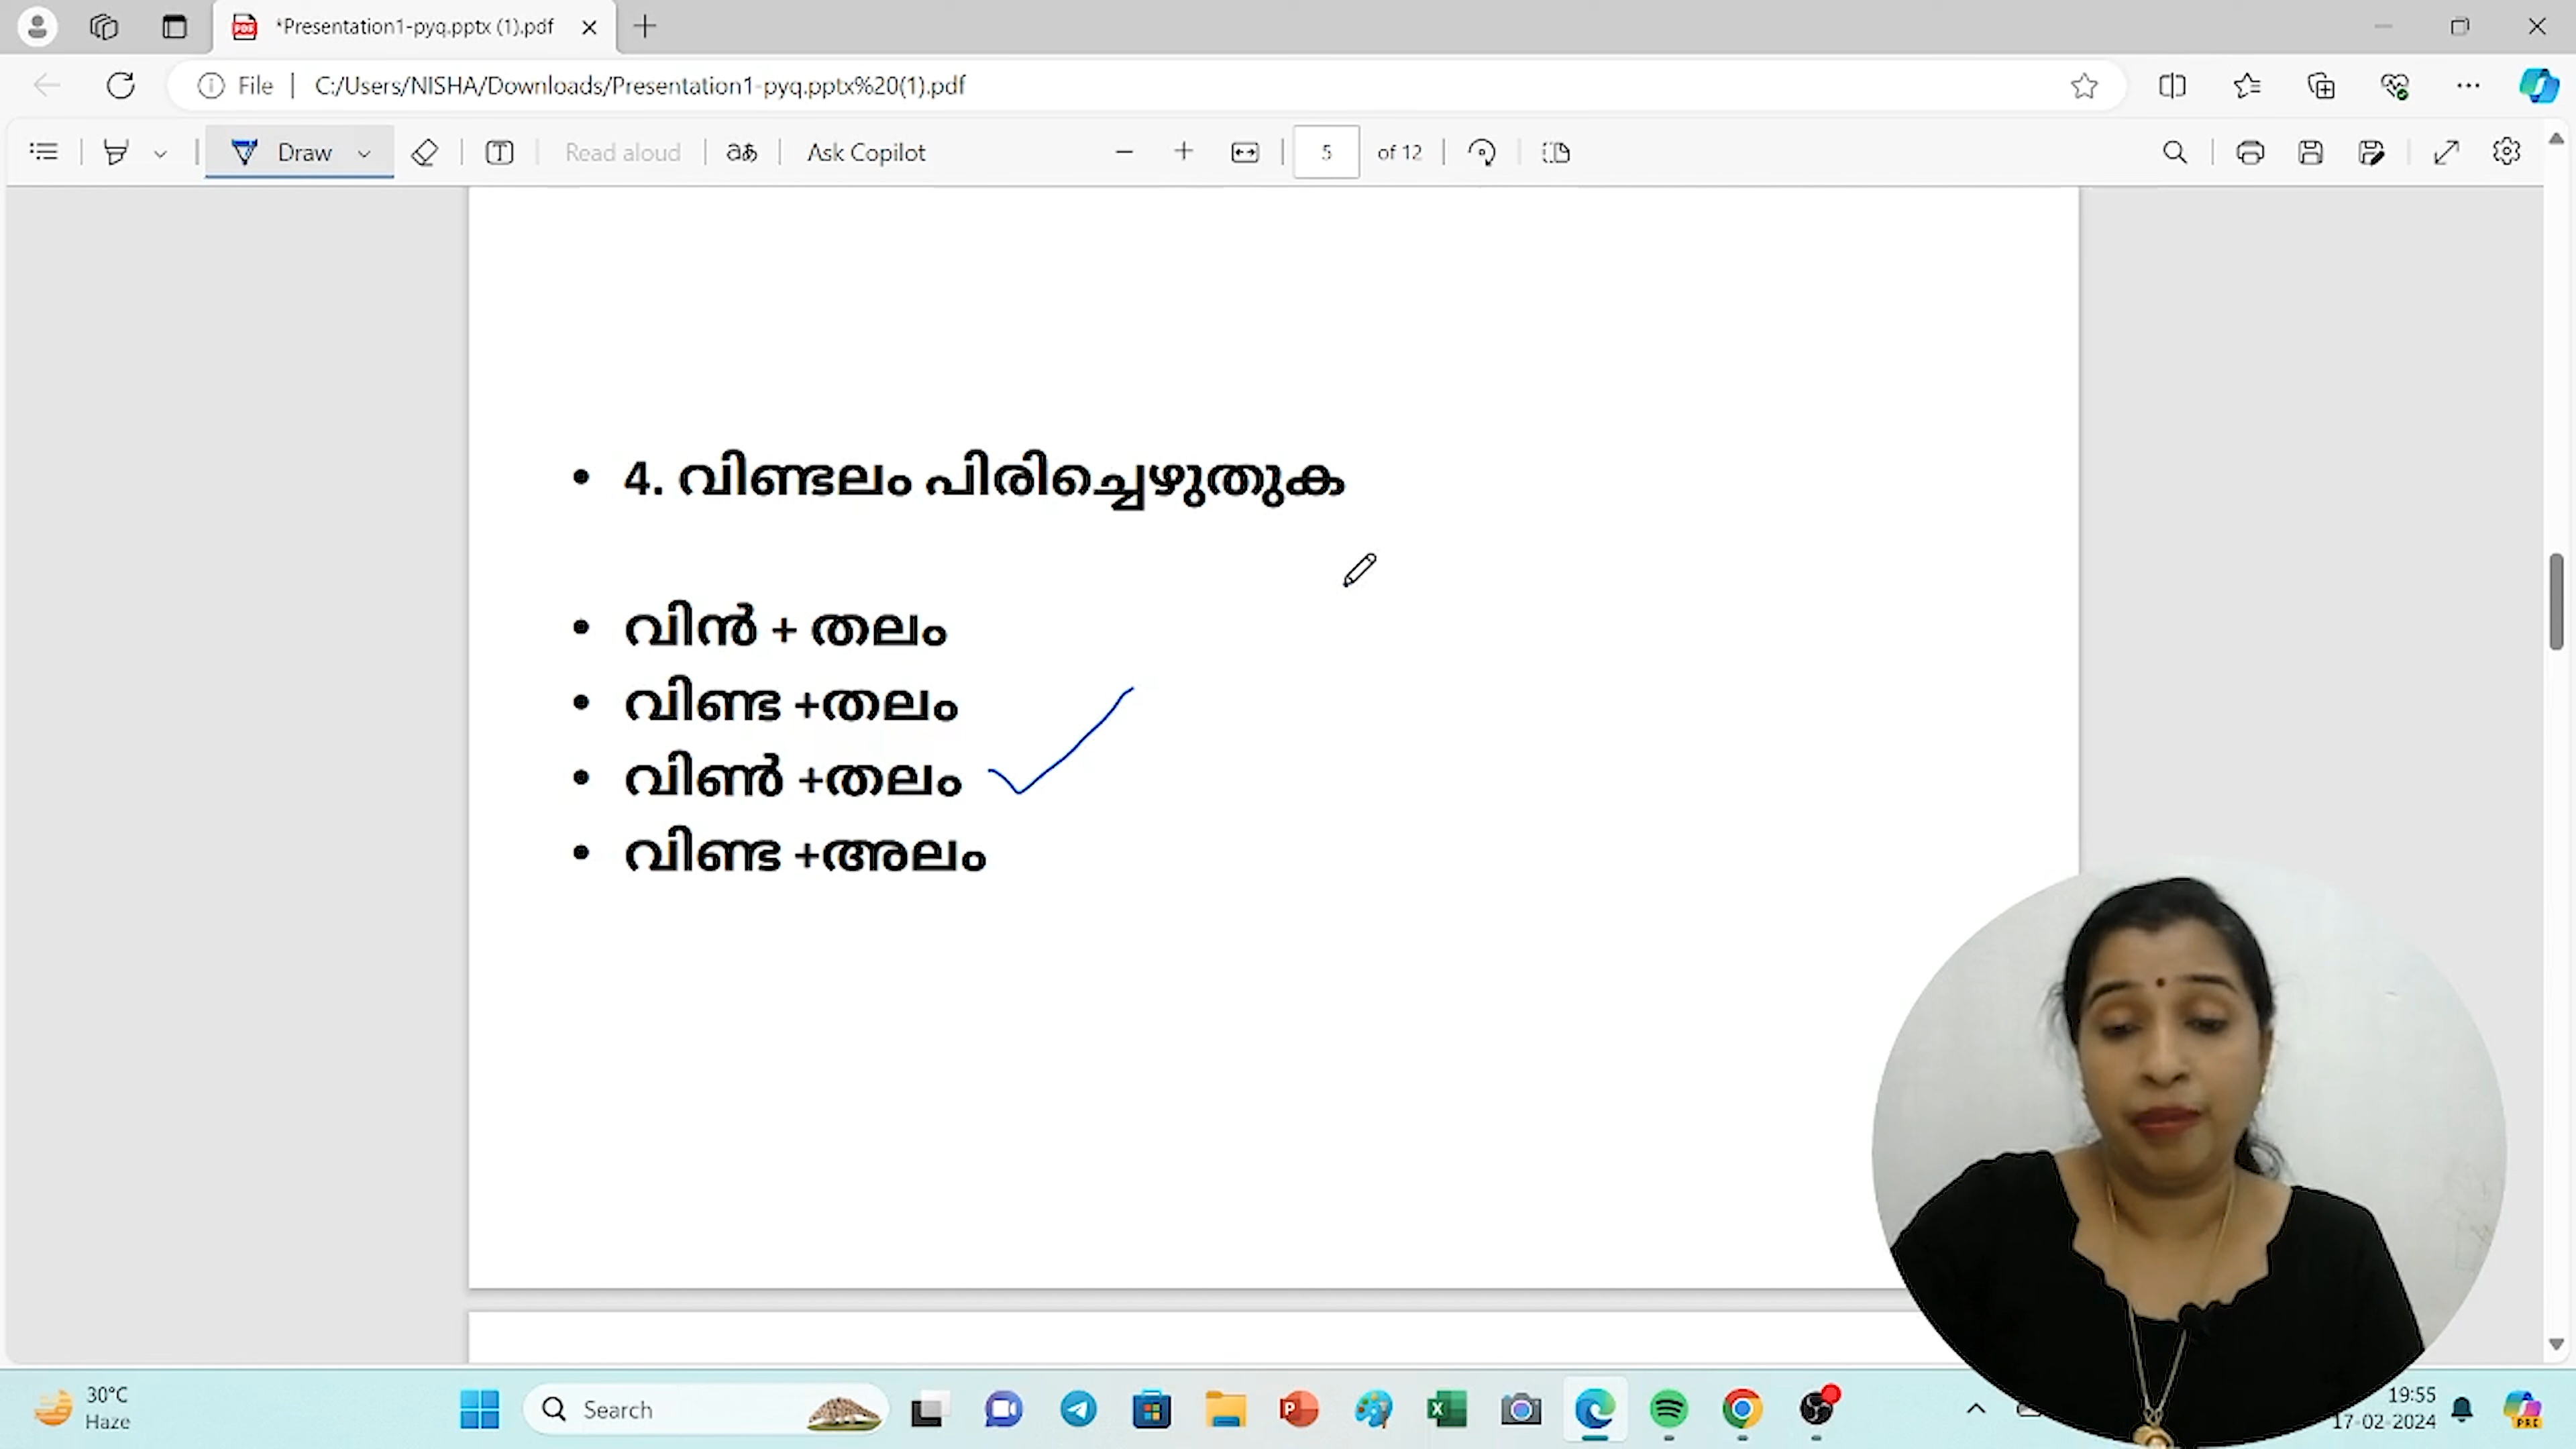 *Presentation1-pyq.pptx (1).pdf
File | C:/Users/NISHA/Downloads/Presentation1-pyq.pptx%20(1).pdf
Draw Read aloud Ask Copilot 5 of 12
• 4. വിണ്ടലം പിരിച്ചെഴുതുക
• വിൻ + തലം
• വിണ്ട +തലം
• വിൺ +തലം
• വിണ്ട +അലം
30°C
Haze
Search
19:55
17-02-2024
PRE